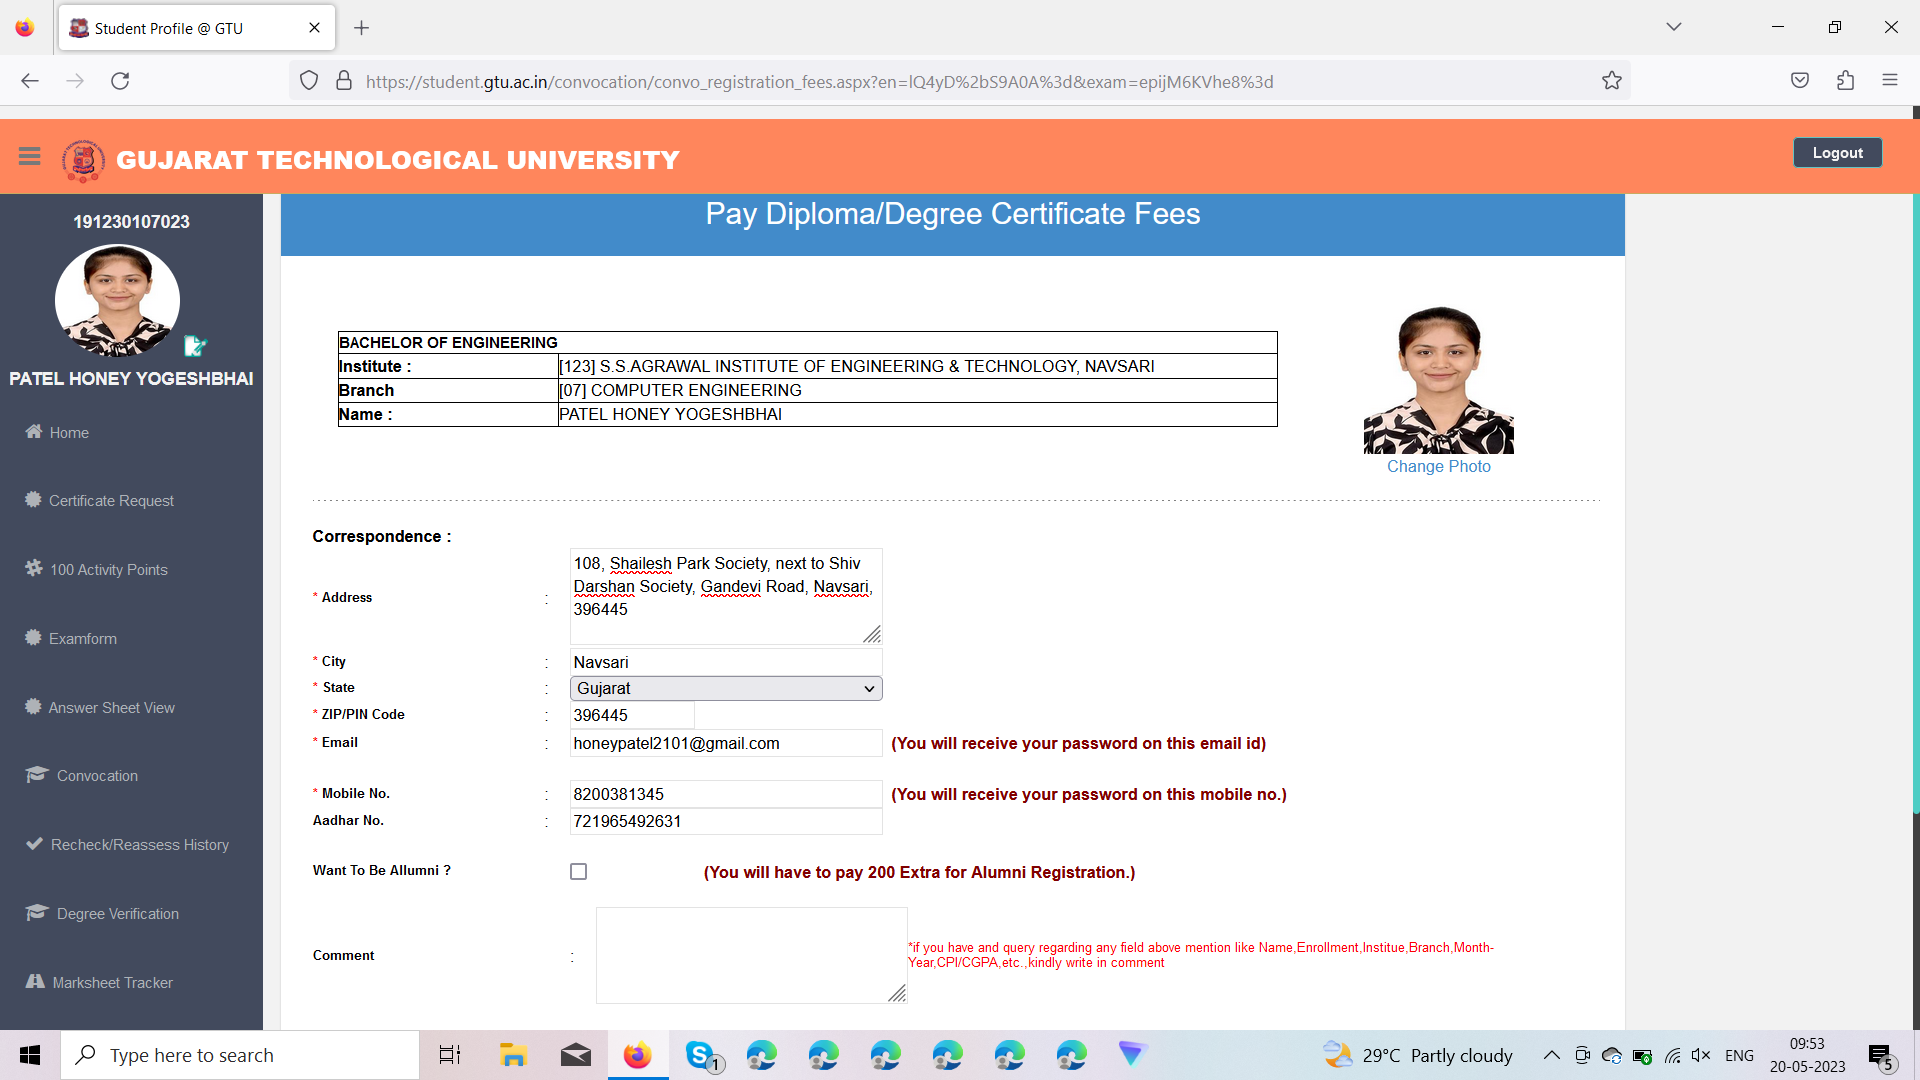 Student Profile @ GTU
https://student.gtu.ac.in/convocation/convo_registration_fees.aspx?en=lQ4yD%2bS9A0A%3d&exam=epijM6KVhe8%3d
GUJARAT TECHNOLOGICAL UNIVERSITY
Logout
191230107023
PATEL HONEY YOGESHBHAI
Home
Certificate Request
100 Activity Points
Examform
Answer Sheet View
Convocation
Recheck/Reassess History
Degree Verification
Marksheet Tracker
Pay Diploma/Degree Certificate Fees
BACHELOR OF ENGINEERING
Institute : [123] S.S.AGRAWAL INSTITUTE OF ENGINEERING & TECHNOLOGY, NAVSARI
Branch [07] COMPUTER ENGINEERING
Name : PATEL HONEY YOGESHBHAI
Change Photo
Correspondence :
* Address :
108, Shailesh Park Society, next to Shiv
Darshan Society, Gandevi Road, Navsari,
396445
* City : Navsari
* State : Gujarat
* ZIP/PIN Code : 396445
* Email : honeypatel2101@gmail.com (You will receive your password on this email id)
* Mobile No. : 8200381345 (You will receive your password on this mobile no.)
Aadhar No. : 721965492631
Want To Be Allumni ? (You will have to pay 200 Extra for Alumni Registration.)
Comment :
*if you have and query regarding any field above mention like Name,Enrollment,Institue,Branch,Month-
Year,CPI/CGPA,etc.,kindly write in comment
Type here to search
1
29°C Partly cloudy
ENG
09:53
20-05-2023
5